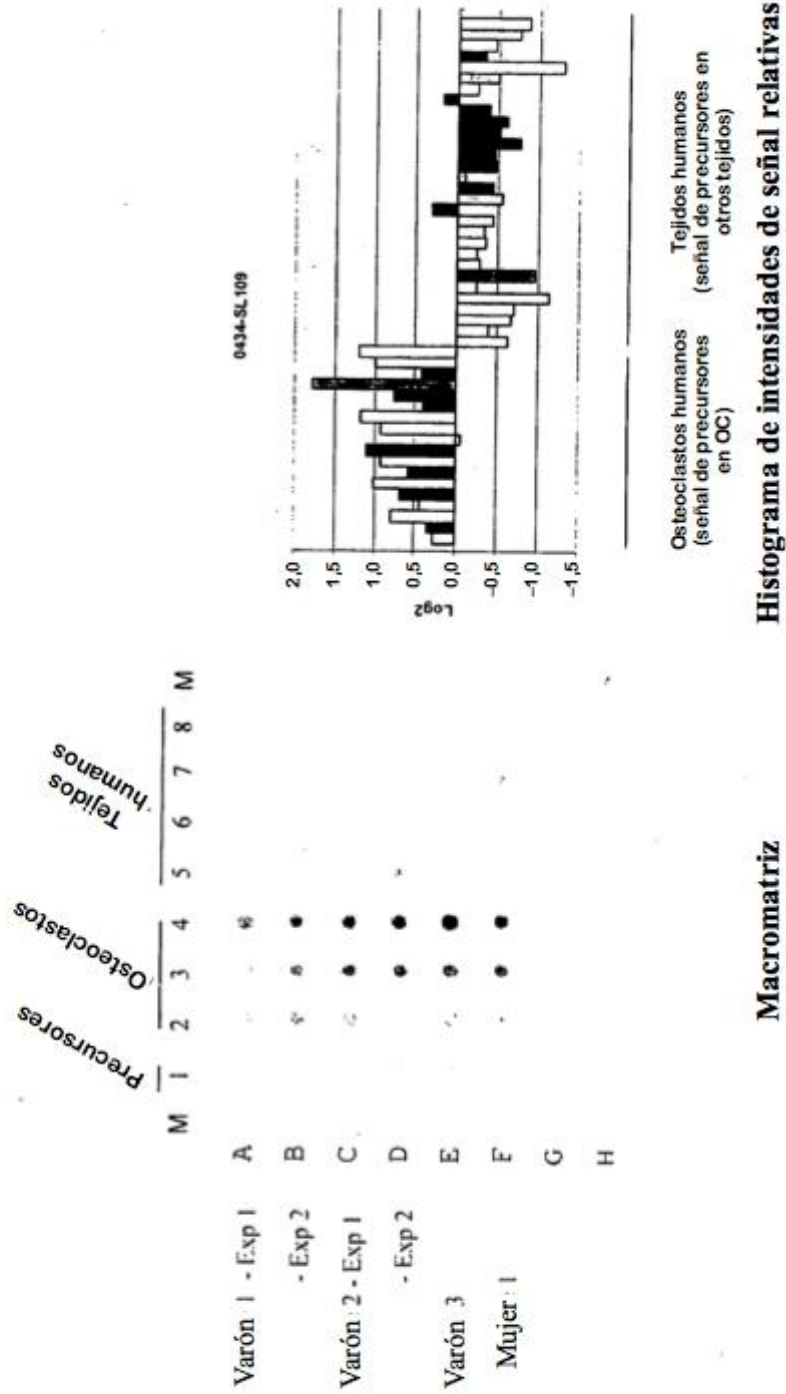 Precursores
Osteoclastos
Tejidos
humanos
M 1 2 3 4 5 6 7 8 M
Varón : 1 - Exp 1 A
- Exp 2 B
Varón : 2 - Exp 1 C
- Exp 2 D
Varón 3 E
Mujer : 1 F
G
H
Macromatriz
0434-SL109
2,0
1,5
1,0
0,5
0,0
-0,5
-1,0
-1,5
Log2
Osteoclastos humanos
(señal de precursores
en OC)
Tejidos humanos
(señal de precursores en
otros tejidos)
Histograma de intensidades de señal relativas